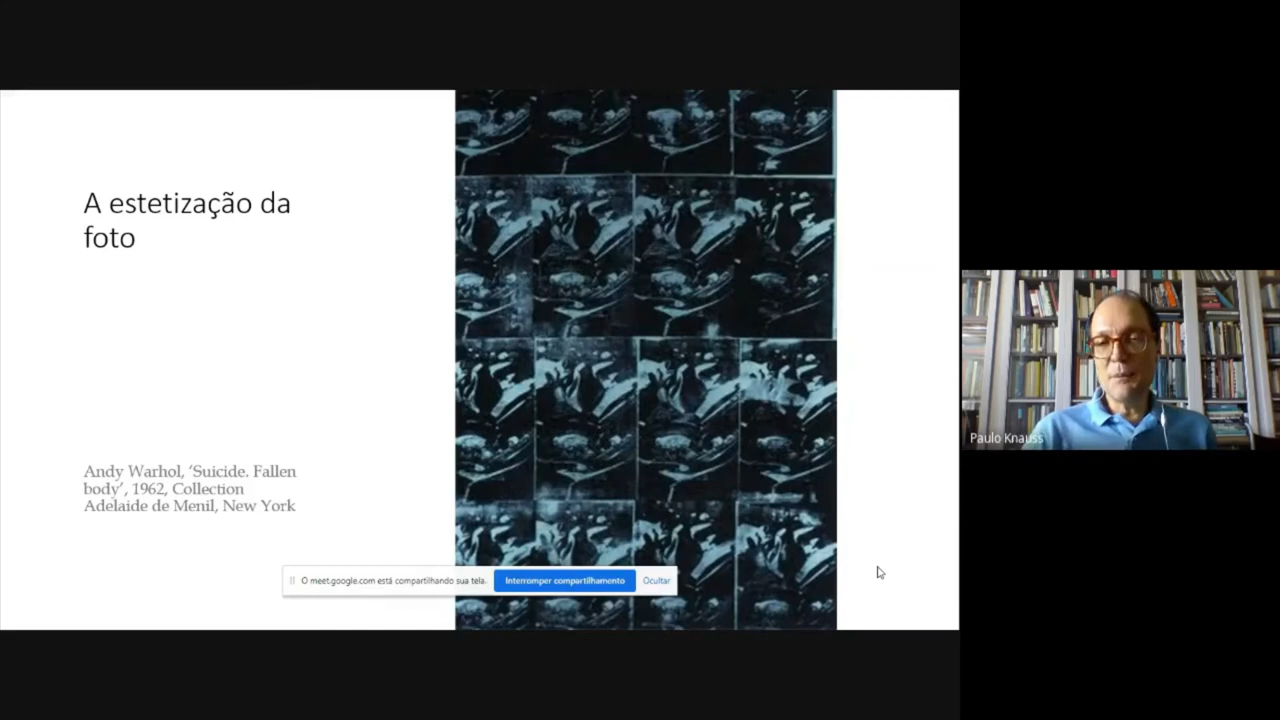 A estetização da
foto
Andy Warhol, ‘Suicide. Fallen
body’, 1962, Collection
Adelaide de Menil, New York
O meet.google.com está compartilhando sua tela.
Interromper compartilhamento
Ocultar
Paulo Knauss